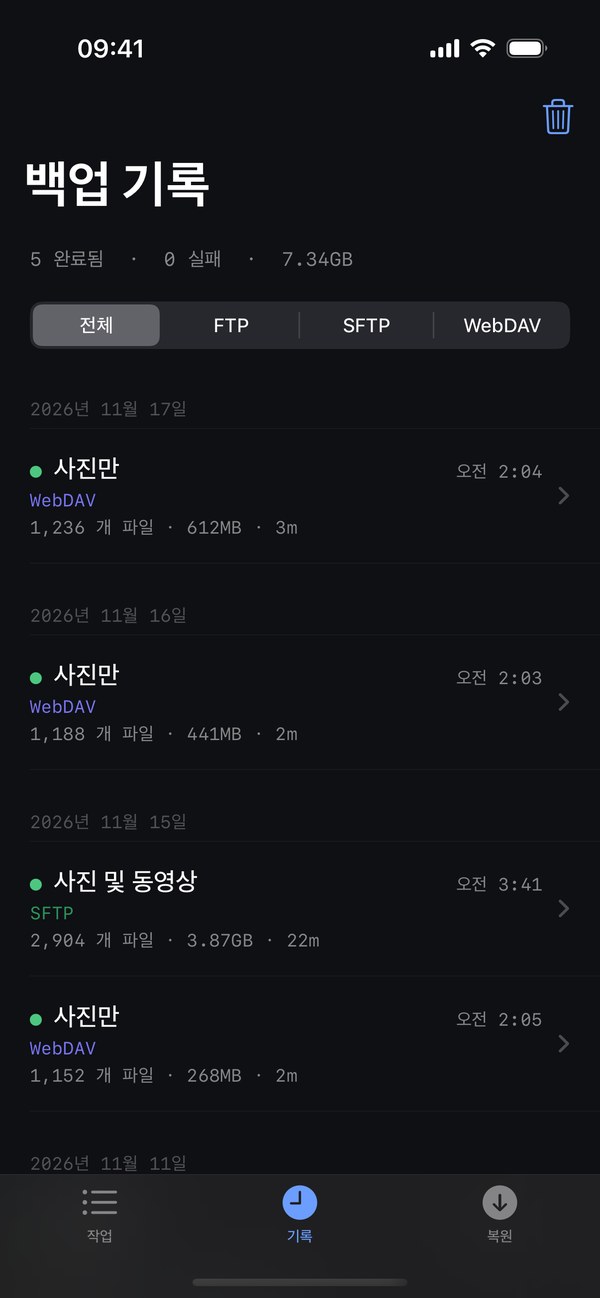 09:41
백업 기록
5 완료됨 · 0 실패 · 7.34GB
전체 FTP SFTP WebDAV
2026년 11월 17일
사진만 오전 2:04
WebDAV
1,236 개 파일 · 612MB · 3m
2026년 11월 16일
사진만 오전 2:03
WebDAV
1,188 개 파일 · 441MB · 2m
2026년 11월 15일
사진 및 동영상 오전 3:41
SFTP
2,904 개 파일 · 3.87GB · 22m
사진만 오전 2:05
WebDAV
1,152 개 파일 · 268MB · 2m
2026년 11월 11일
작업 기록 복원